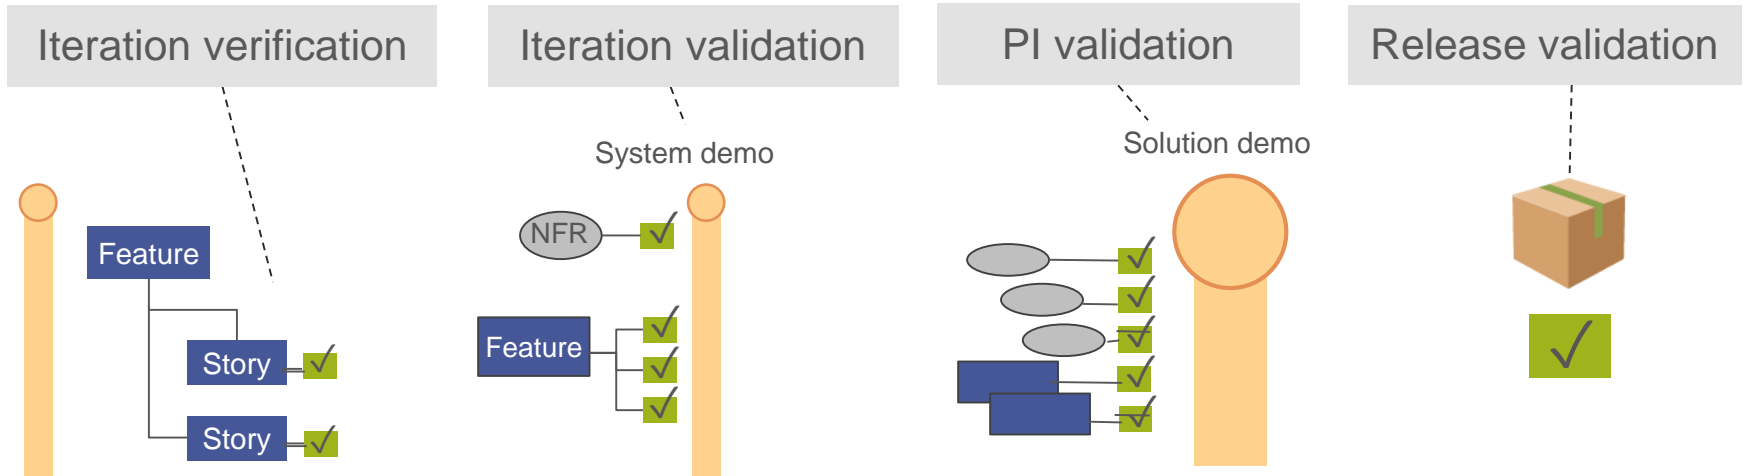 Iteration verification
Iteration validation
PI validation
Release validation
System demo
Solution demo
NFR
Feature
Feature
Story
Story